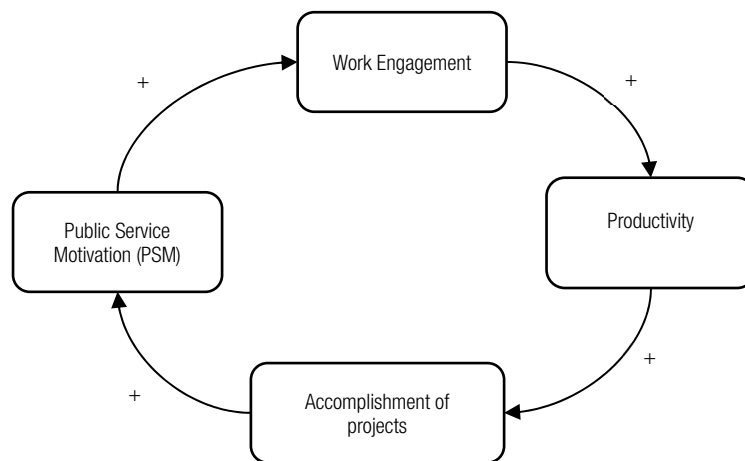 Work Engagement
+
+
Public Service
Motivation (PSM)
Productivity
+
+
Accomplishment of
projects